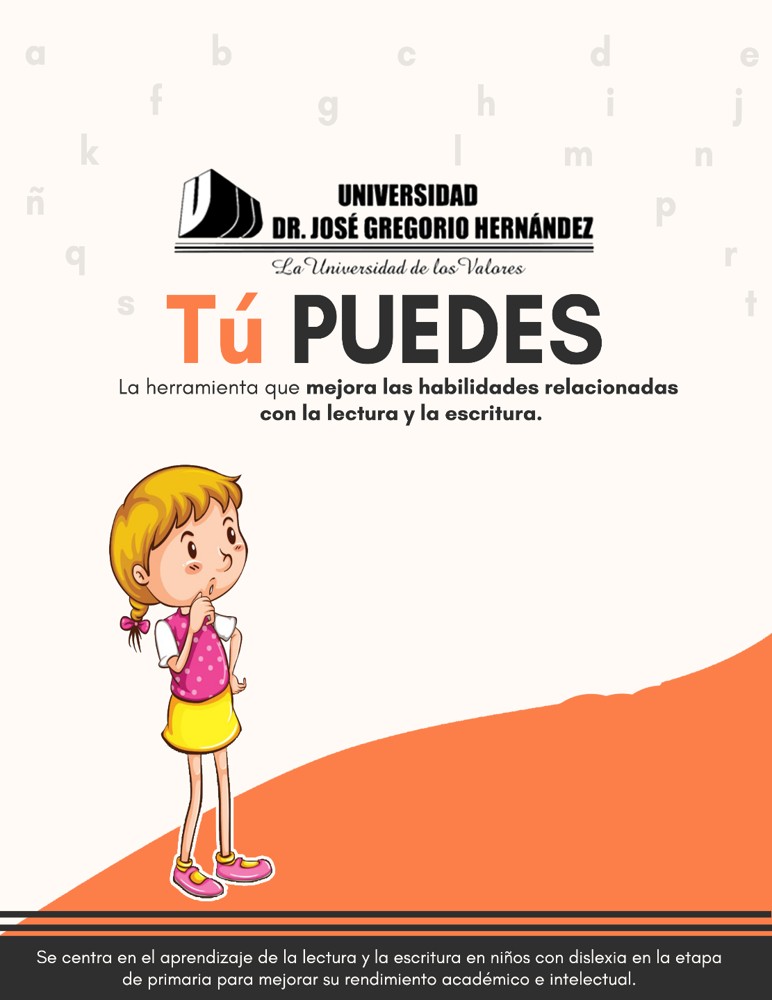 a b c d e
f g h i j
k l m n
ñ p
q r
s t
UNIVERSIDAD
DR. JOSÉ GREGORIO HERNÁNDEZ
La Universidad de los Valores
Tú PUEDES
La herramienta que mejora las habilidades relacionadas
con la lectura y la escritura.
Se centra en el aprendizaje de la lectura y la escritura en niños con dislexia en la etapa
de primaria para mejorar su rendimiento académico e intelectual.